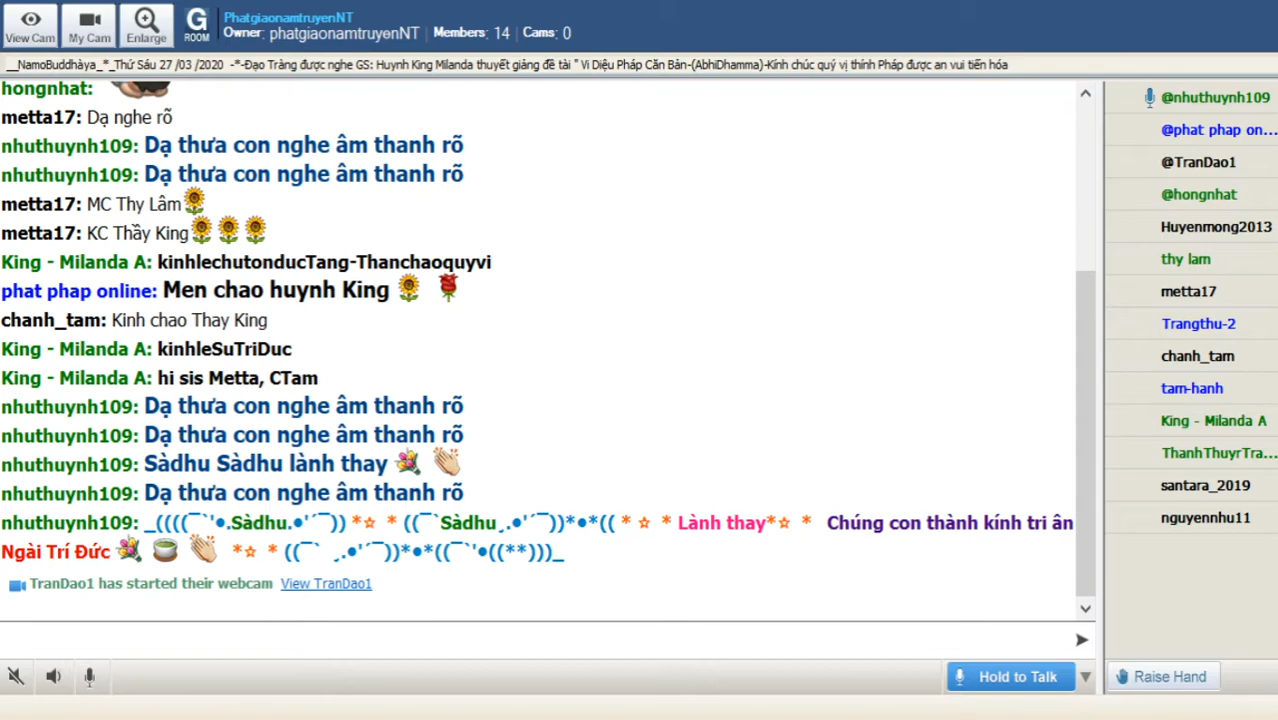 View Cam
My Cam
Enlarge
G ROOM
PhatgiaonamtruyenNT
Owner: phatgiaonamtruyenNT | Members: 14 | Cams: 0
__NamoBuddhàya_*_Thứ Sáu 27 /03 /2020 -*-Đạo Tràng được nghe GS: Huynh King Milanda thuyết giảng đề tài " Vi Diệu Pháp Căn Bản-(AbhiDhamma)-Kính chúc quý vị thính Pháp được an vui tiến hóa
hongnhat:
metta17: Dạ nghe rõ
nhuthuynh109: Dạ thưa con nghe âm thanh rõ
nhuthuynh109: Dạ thưa con nghe âm thanh rõ
metta17: MC Thy Lâm
metta17: KC Thầy King
King - Milanda A: kinhlechutonducTang-Thanchaoquyvi
phat phap online: Men chao huynh King
chanh_tam: Kinh chao Thay King
King - Milanda A: kinhleSuTriDuc
King - Milanda A: hi sis Metta, CTam
nhuthuynh109: Dạ thưa con nghe âm thanh rõ
nhuthuynh109: Dạ thưa con nghe âm thanh rõ
nhuthuynh109: Sàdhu Sàdhu lành thay
nhuthuynh109: Dạ thưa con nghe âm thanh rõ
nhuthuynh109: _((((¯`'•.Sàdhu.•'´¯)) *☆ * ((¯`Sàdhu¸.•'´¯))*•*(( * ☆ * Lành thay*☆ * Chúng con thành kính tri ân
Ngài Trí Đức *☆ * ((¯` ¸.•'´¯))*•*((¯`'•((**)))_
TranDao1 has started their webcam View TranDao1
@nhuthuynh109
@phat phap on...
@TranDao1
@hongnhat
Huyenmong2013
thy lam
metta17
Trangthu-2
chanh_tam
tam-hanh
King - Milanda A
ThanhThuyrTra...
santara_2019
nguyennhu11
Hold to Talk
Raise Hand